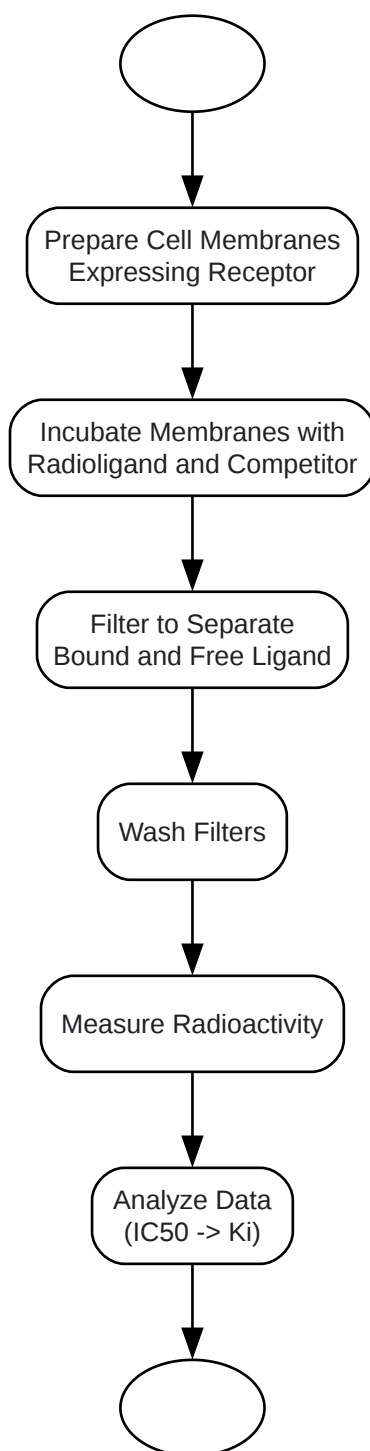 Prepare Cell Membranes
Expressing Receptor
Incubate Membranes with
Radioligand and Competitor
Filter to Separate
Bound and Free Ligand
Wash Filters
Measure Radioactivity
Analyze Data
(IC50 -> Ki)